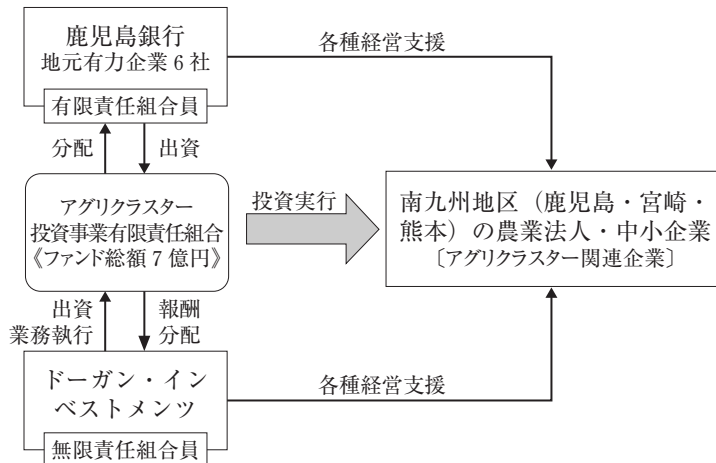 鹿児島銀行
地元有力企業6社
有限責任組合員
各種経営支援
分配
出資
アグリクラスター
投資事業有限責任組合
《ファンド総額7億円》
投資実行
南九州地区（鹿児島・宮崎・
熊本）の農業法人・中小企業
〔アグリクラスター関連企業〕
出資
業務執行
報酬
分配
ドーガン・イン
ベストメンツ
無限責任組合員
各種経営支援